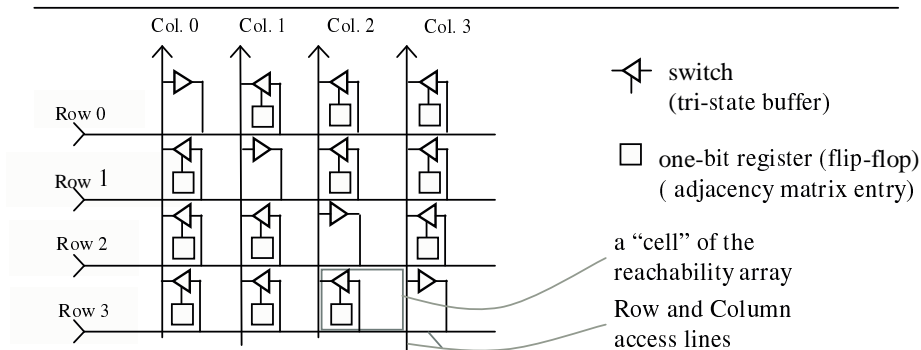 Col. 0 Col. 1 Col. 2 Col. 3
Row 0
Row 1
Row 2
Row 3
switch
(tri-state buffer)
one-bit register (flip-flop)
( adjacency matrix entry)
a “cell” of the
reachability array
Row and Column
access lines